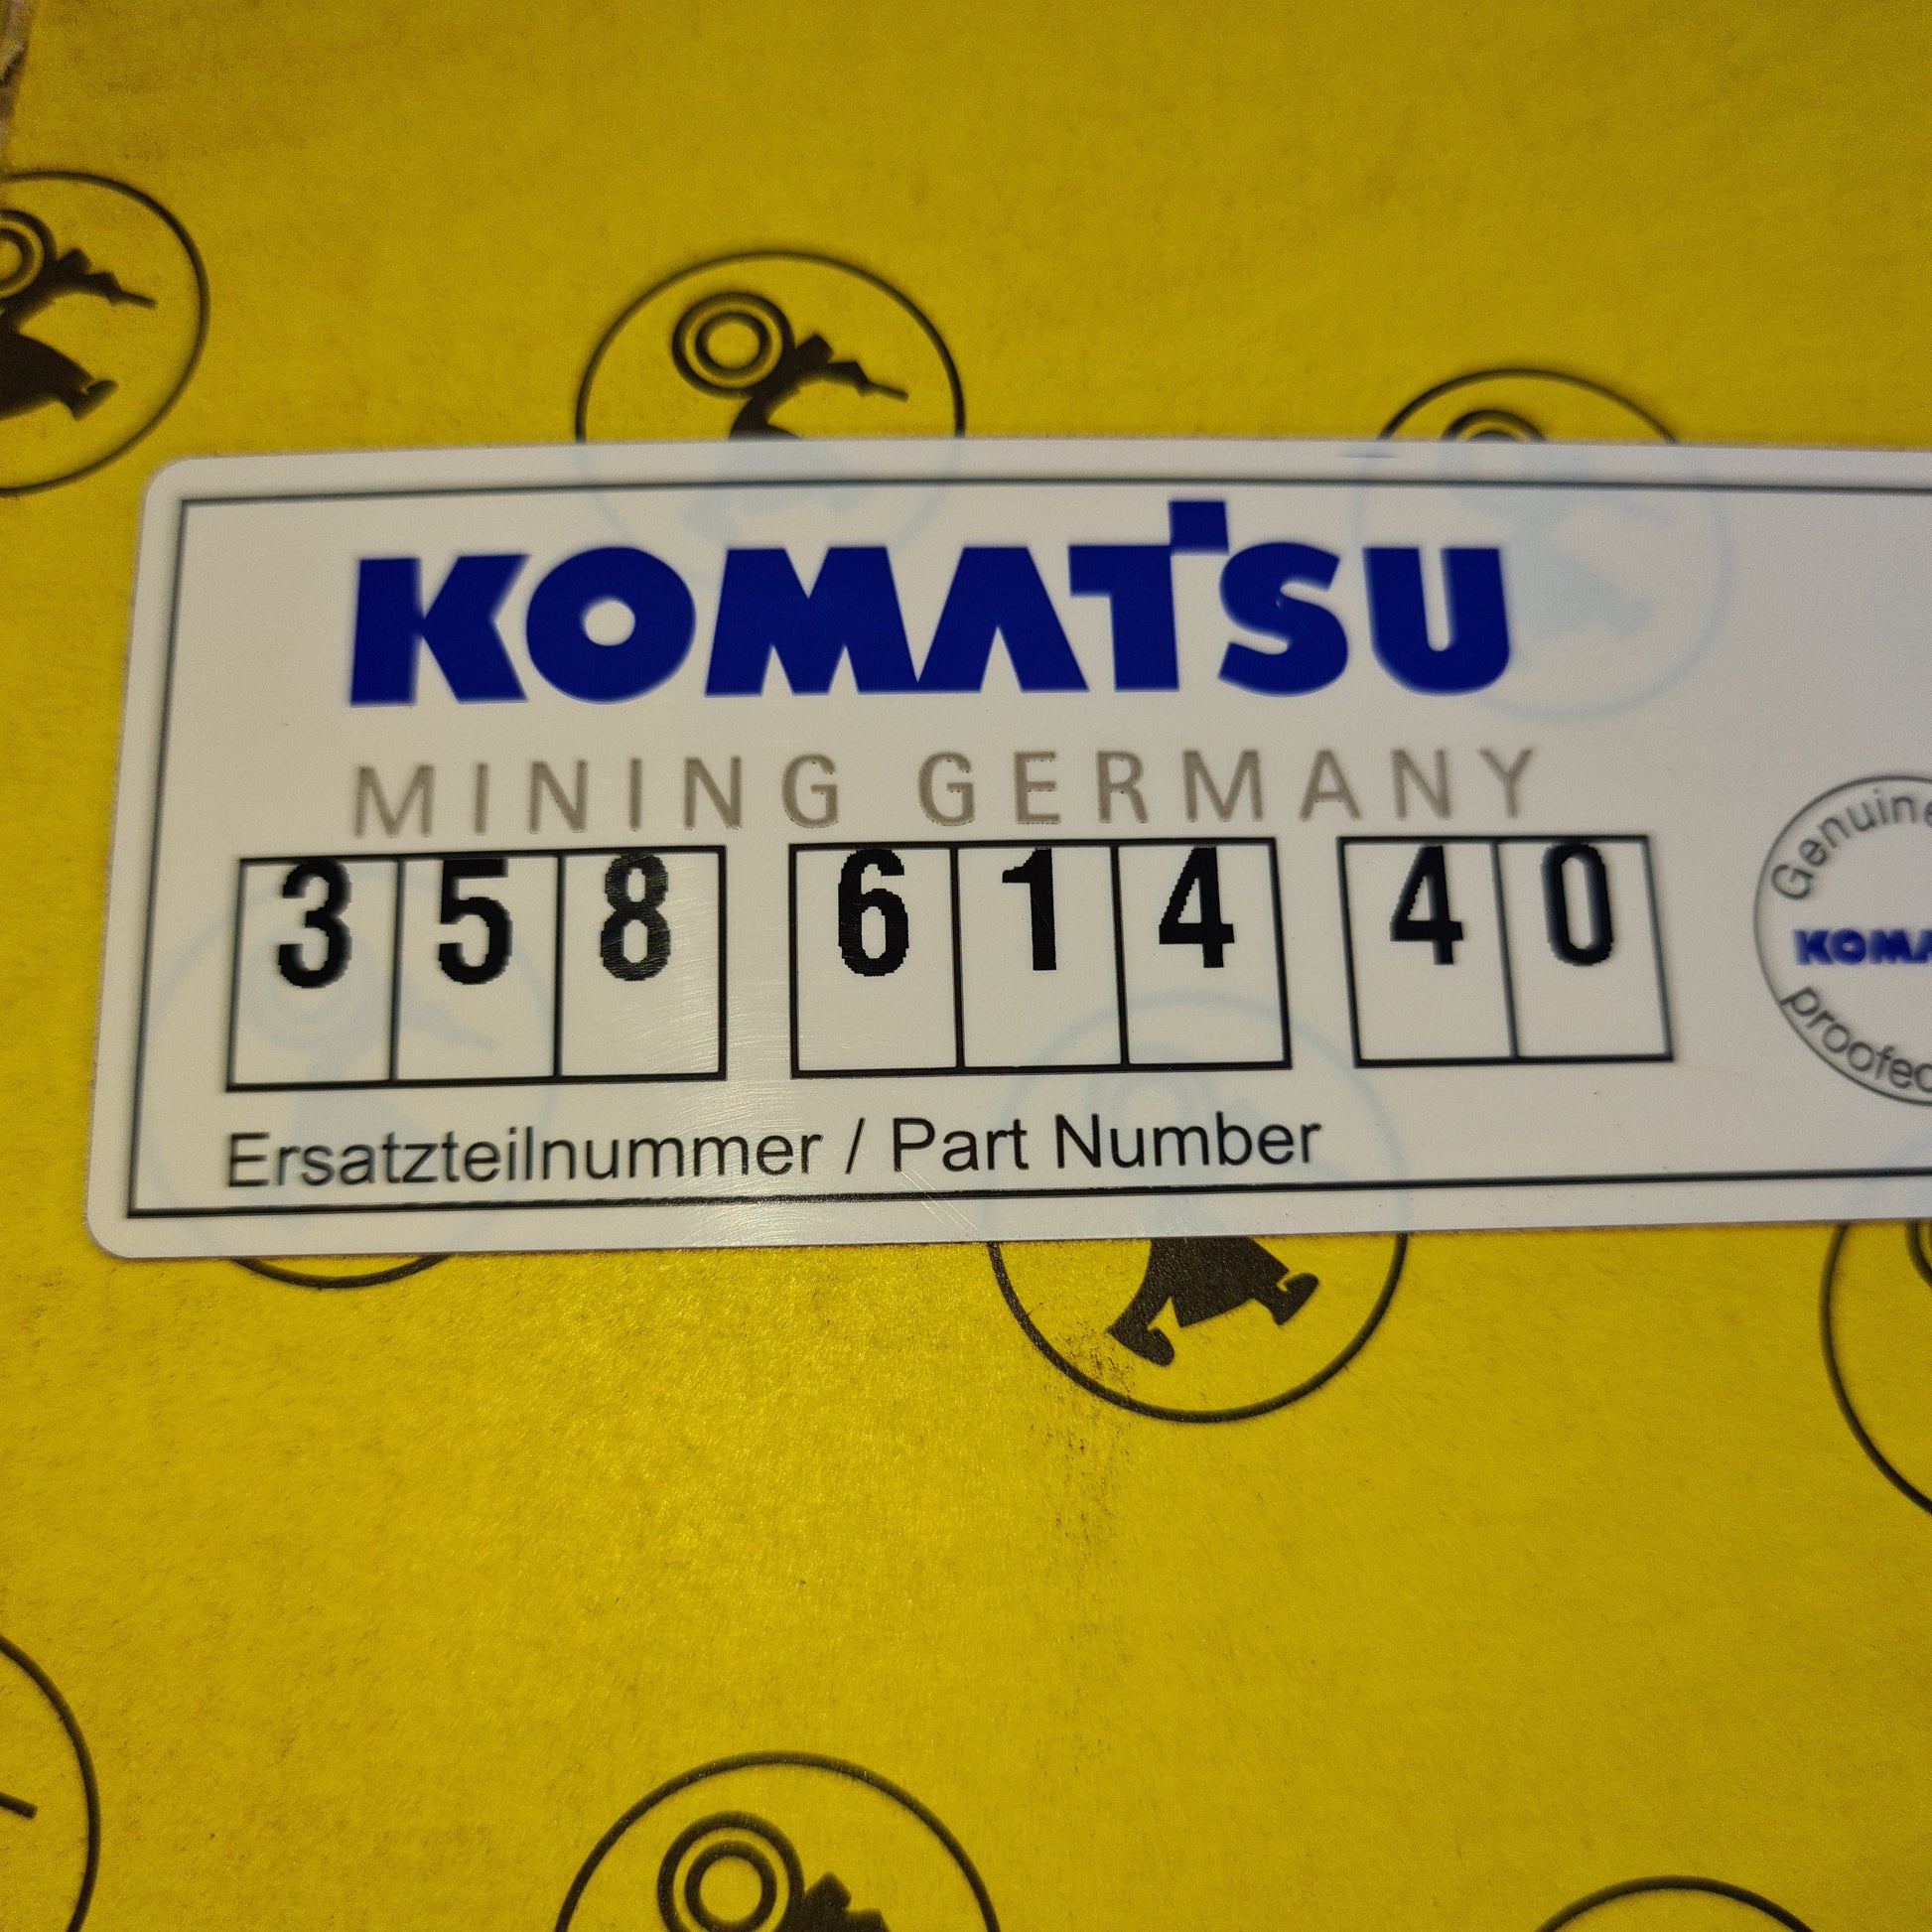 KOMATSU
MINING GERMANY
358 614 40
Ersatzteilnummer / Part Number
Genuine
KOMA
proofed